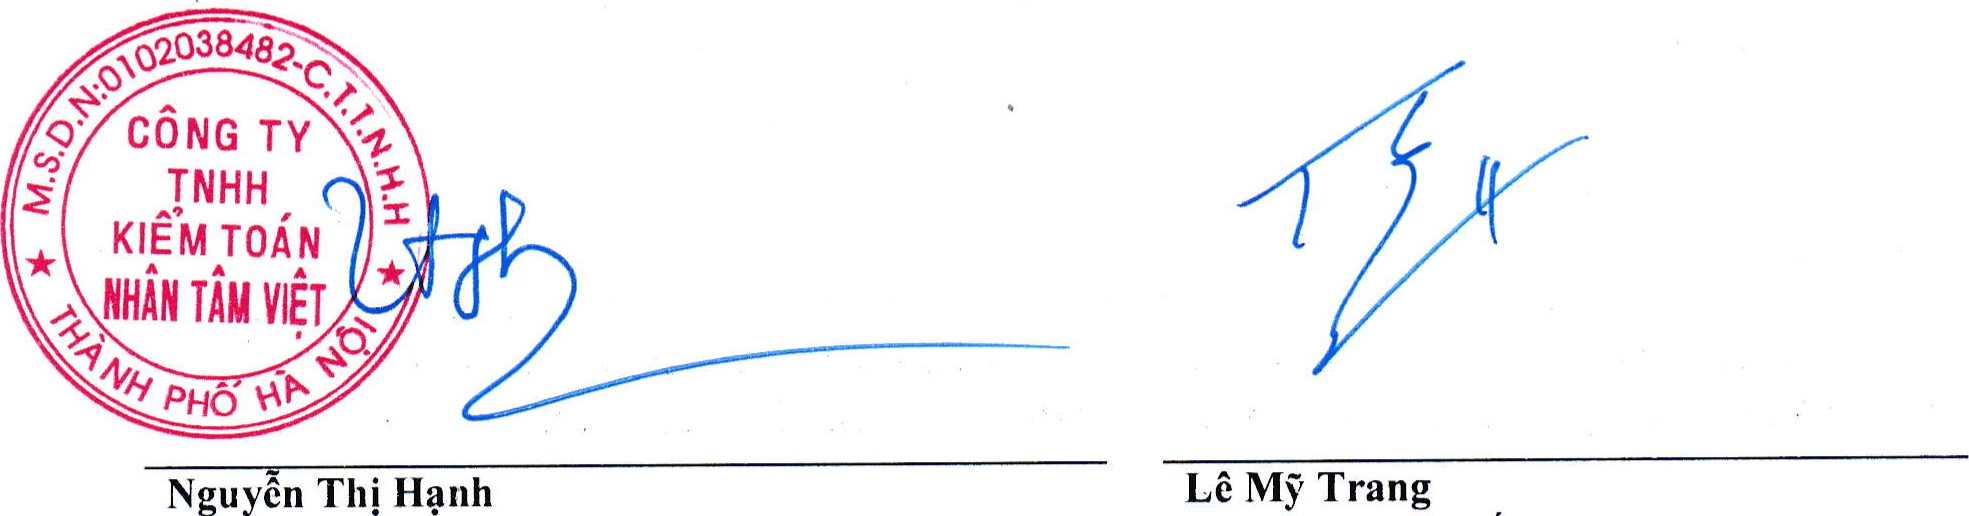 M.S.D.N:0102038482-C.T.T.N.H.H
CÔNG TY
TNHH
KIỂM TOÁN
NHÂN TÂM VIỆT
THÀNH PHỐ HÀ NỘI
Nguyễn Thị Hạnh
Lê Mỹ Trang